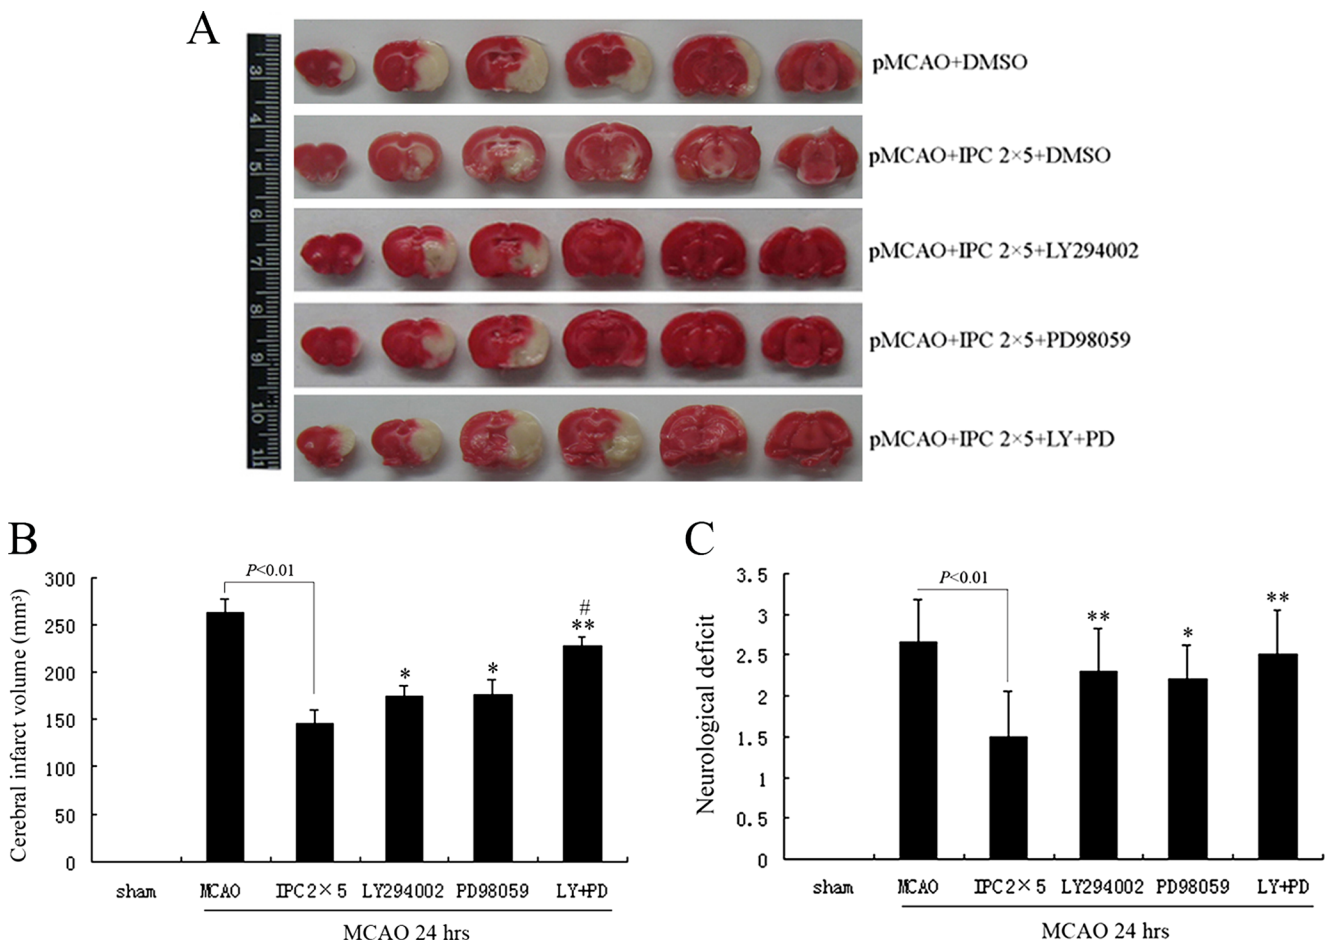 A
3
4
5
6
7
8
9
10
11
pMCAO+DMSO
pMCAO+IPC 2×5+DMSO
pMCAO+IPC 2×5+LY294002
pMCAO+IPC 2×5+PD98059
pMCAO+IPC 2×5+LY+PD
B
Cerebral infarct volume (mm³)
300
250
200
150
100
50
0
P<0.01
*
*
#
**
sham MCAO IPC2×5 LY294002 PD98059 LY+PD
MCAO 24 hrs
C
Neurological deficit
3.5
3
2.5
2
1.5
1
0.5
0
P<0.01
**
*
**
sham MCAO IPC2×5 LY294002 PD98059 LY+PD
MCAO 24 hrs